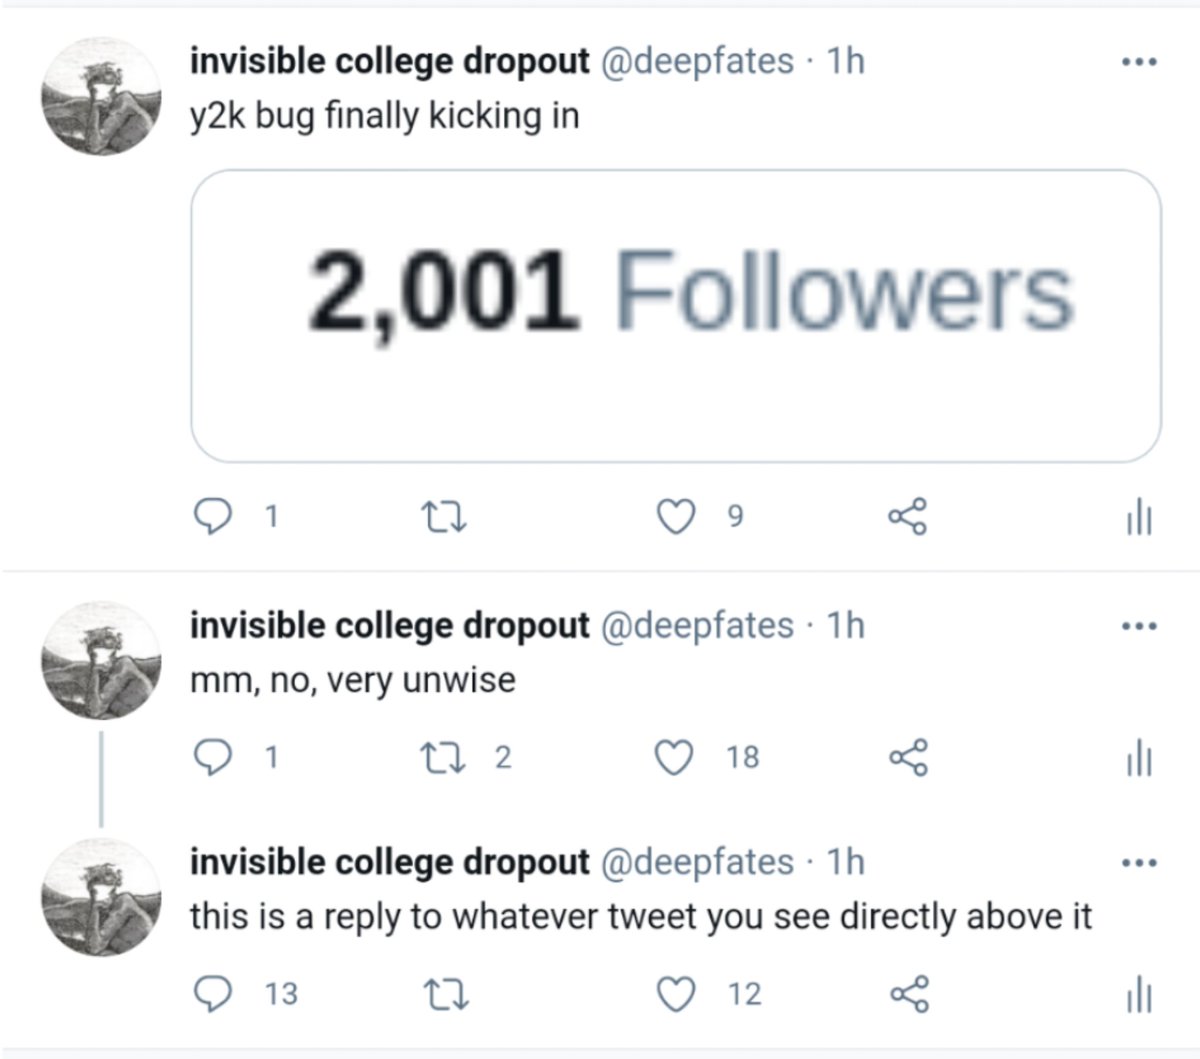 invisible college dropout @deepfates · 1h
y2k bug finally kicking in
2,001 Followers
1 9
invisible college dropout @deepfates · 1h
mm, no, very unwise
1 2 18
invisible college dropout @deepfates · 1h
this is a reply to whatever tweet you see directly above it
13 12